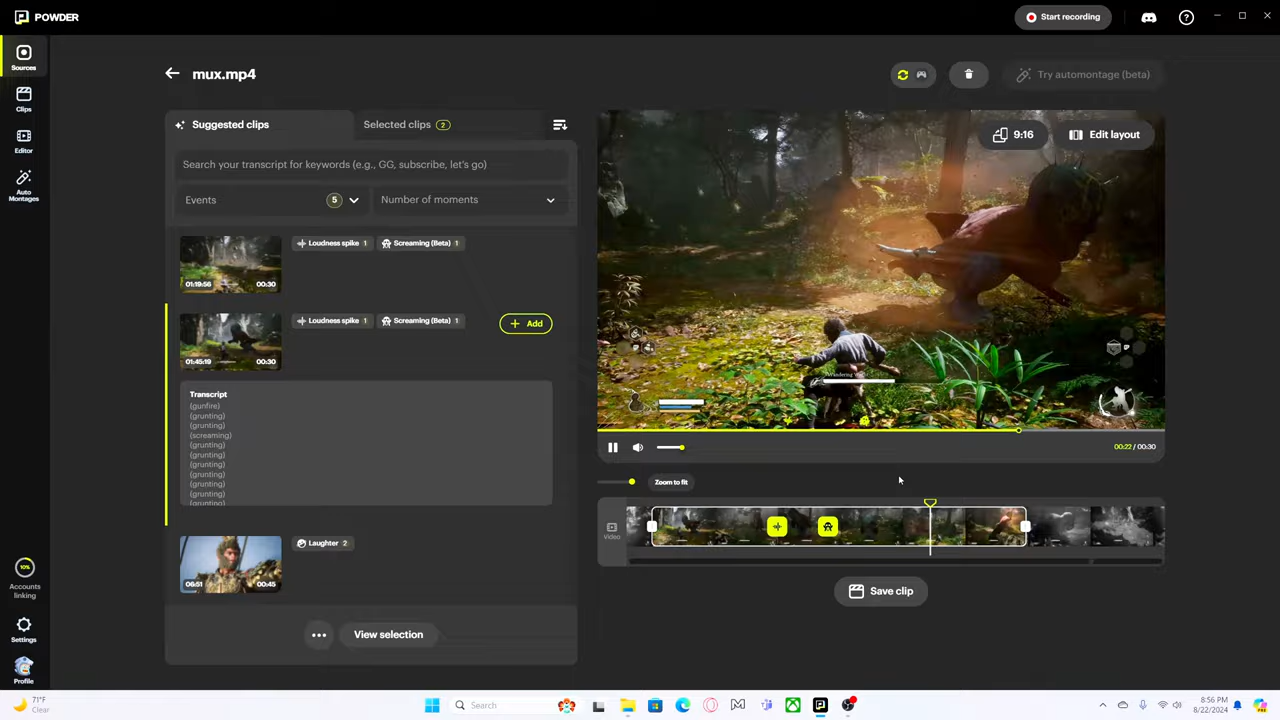 POWDER
Start recording
Sources
mux.mp4
Try automontage (beta)
Clips
Editor
Auto
Montages
Suggested clips
Selected clips 2
Search your transcript for keywords (e.g., GG, subscribe, let's go)
Events 5
Number of moments
01:19:56 00:30
Loudness spike 1
Screaming (Beta) 1
01:45:19 00:30
Loudness spike 1
Screaming (Beta) 1
+ Add
Transcript
(gunfire)
(grunting)
(grunting)
(screaming)
(grunting)
(grunting)
(grunting)
(grunting)
(grunting)
(grunting)
(grunting)
06:51 00:45
Laughter 2
View selection
9:16
Edit layout
00:22 / 00:30
Zoom to fit
Video
Save clip
10%
Accounts
linking
Settings
Profile
71°F
Clear
Search
8:56 PM
8/22/2024